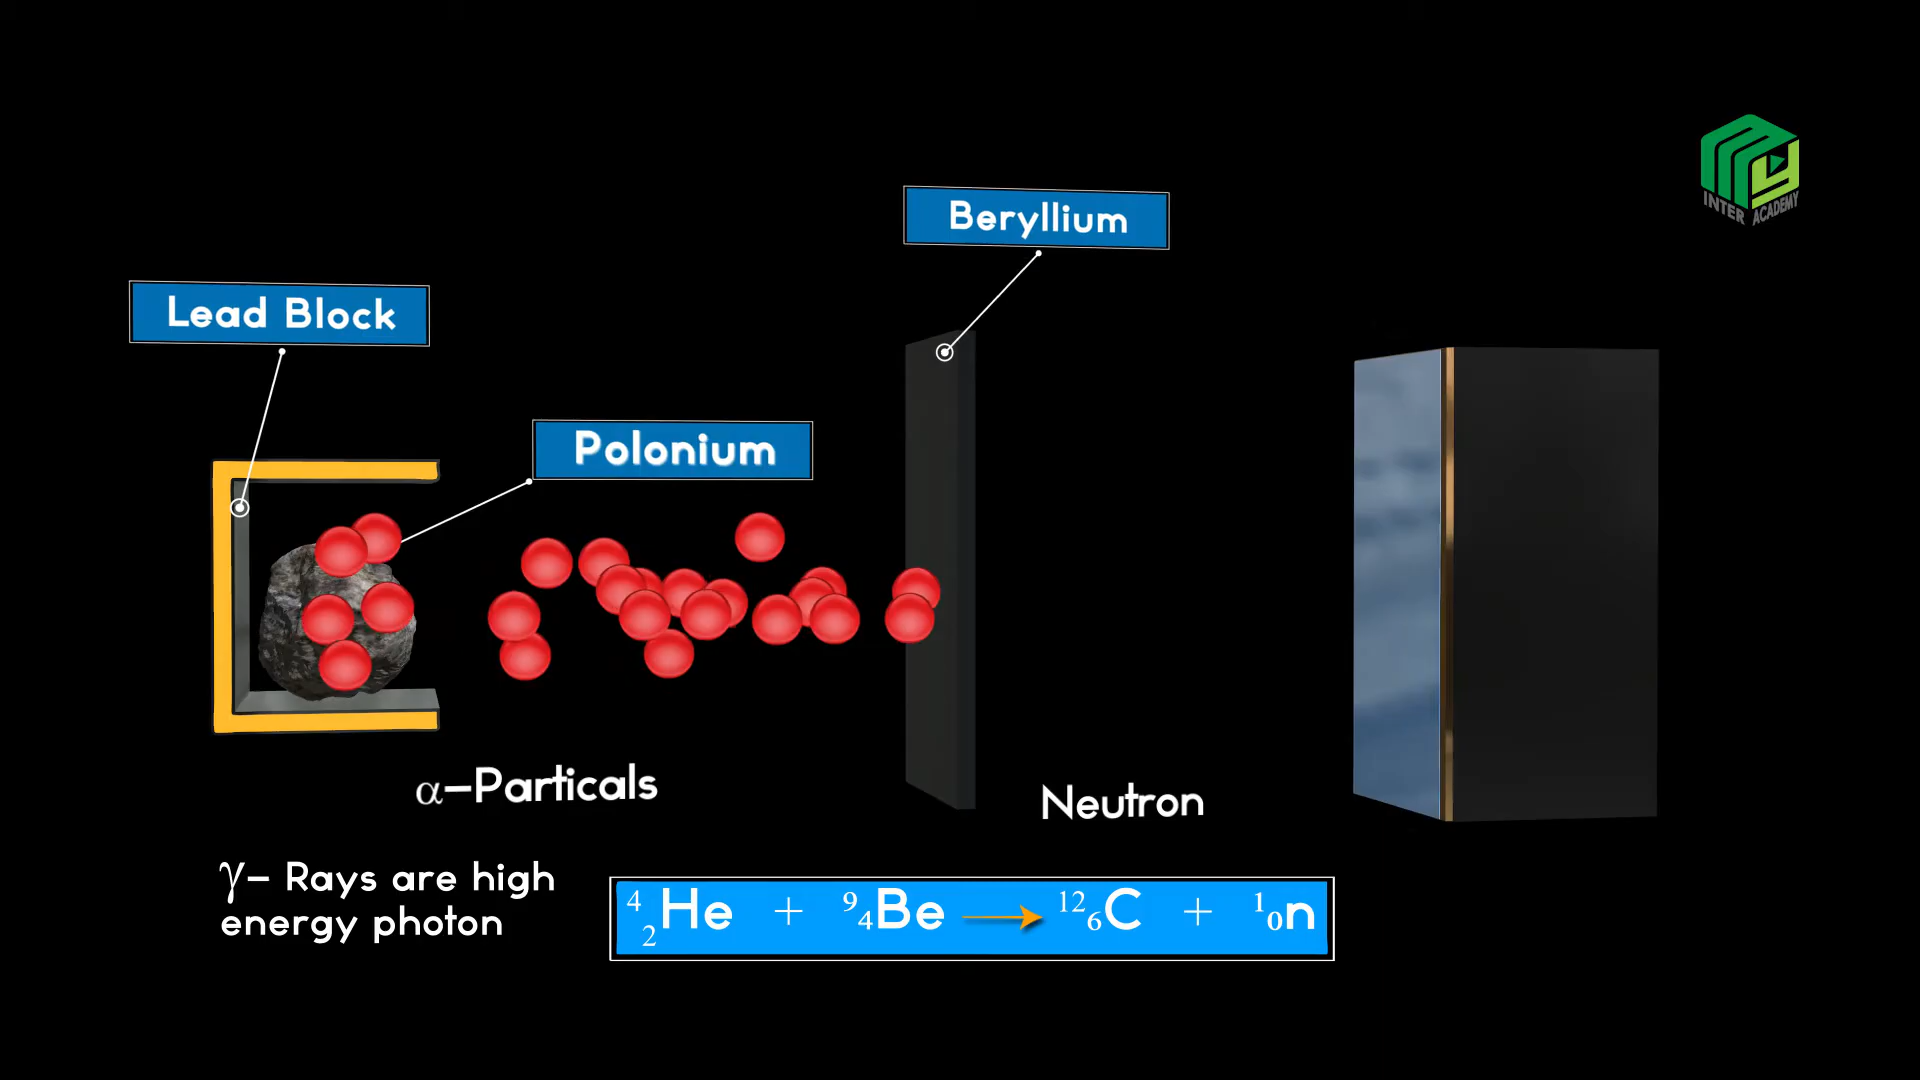 Beryllium
INTER ACADEMY
Lead Block
Polonium
α-Particals
Neutron
γ- Rays are high
energy photon
⁴₂He + ⁹₄Be → ¹²₆C + ¹₀n